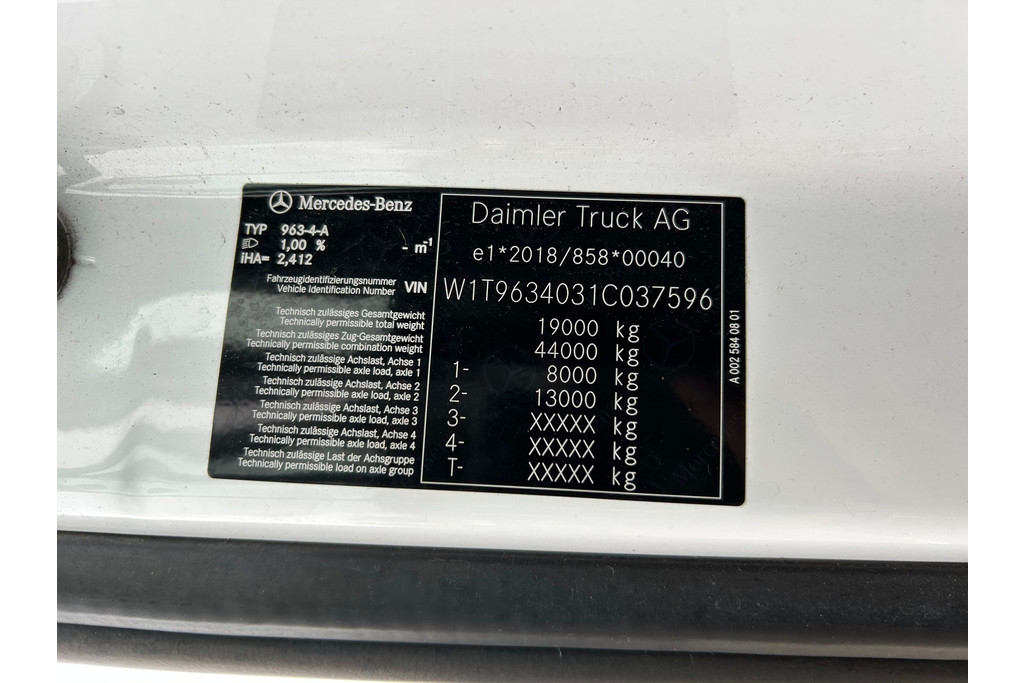 Mercedes-Benz
TYP 963-4-A
1,00 % - m⁻¹
iHA= 2,412
Fahrzeugidentifizierungsnummer
Vehicle Identification Number VIN
Technisch zulässiges Gesamtgewicht
Technically permissible total weight
Technisch zulässiges Zug-Gesamtgewicht
Technically permissible combination weight
Technisch zulässige Achslast, Achse 1
Technically permissible axle load, axle 1
Technisch zulässige Achslast, Achse 2
Technically permissible axle load, axle 2
Technisch zulässige Achslast, Achse 3
Technically permissible axle load, axle 3
Technisch zulässige Achslast, Achse 4
Technically permissible axle load, axle 4
Technisch zulässige Last der Achsgruppe
Technically permissible load on axle group
Daimler Truck AG
e1*2018/858*00040
W1T9634031C037596
19000 kg
44000 kg
1- 8000 kg
2- 13000 kg
3- XXXXX kg
4- XXXXX kg
T- XXXXX kg
A 002 584 08 01